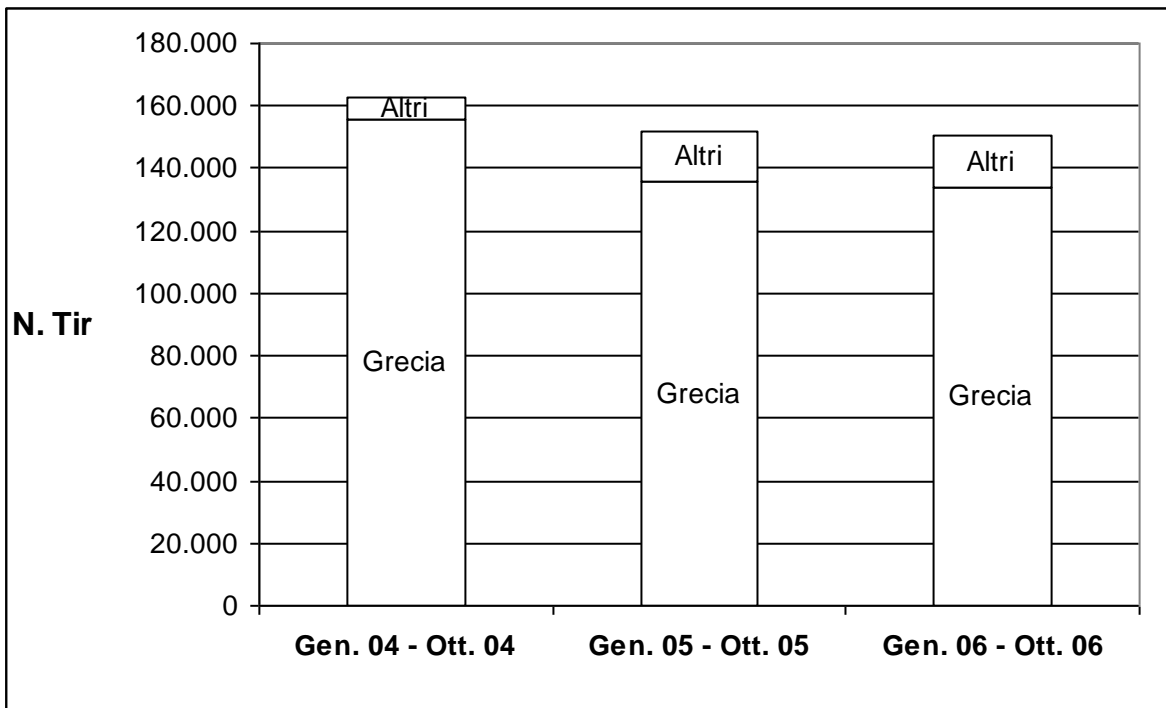 180.000
160.000
140.000
120.000
100.000
80.000
60.000
40.000
20.000
0
N. Tir
Altri
Altri
Altri
Grecia
Grecia
Grecia
Gen. 04 - Ott. 04
Gen. 05 - Ott. 05
Gen. 06 - Ott. 06